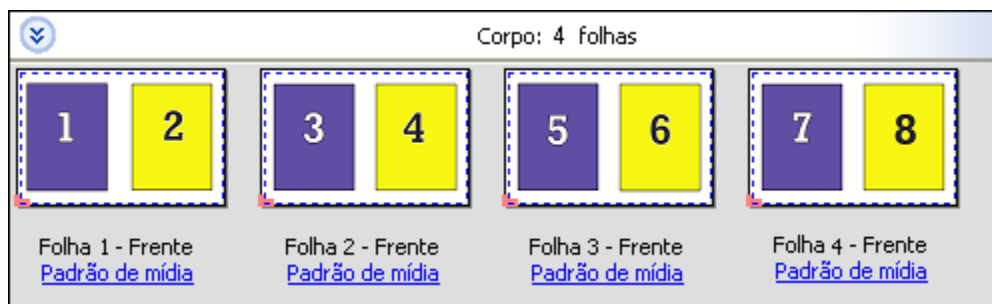 Corpo: 4 folhas
1 2 3 4 5 6 7 8
Folha 1 - Frente Folha 2 - Frente Folha 3 - Frente Folha 4 - Frente
Padrão de mídia Padrão de mídia Padrão de mídia Padrão de mídia